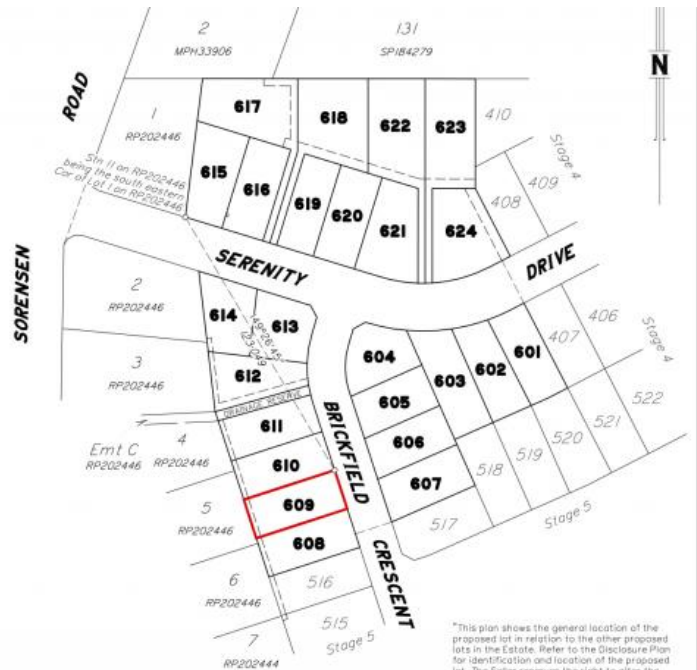 2
MPH33906
131
SP184279
N
ROAD
1
RP202446
617
618
622
623
410
Stage 4
Stn 11 on RP202446
being the south eastern
Cor of Lot 1 on RP202446
615
616
619
620
621
624
408
409
SORENSEN
SERENITY
DRIVE
2
RP202446
614
613
149°26'45"
123·049
604
603
602
601
407
406
Stage 4
3
RP202446
612
605
DRAINAGE RESERVE
BRICKFIELD
611
606
522
521
520
519
518
Emt C
RP202446
4
RP202446
610
607
609
517
Stage 5
5
RP202446
608
CRESCENT
6
RP202446
516
515
Stage 5
7
RP202444
"This plan shows the general location of the
proposed lot in relation to the other proposed
lots in the Estate. Refer to the Disclosure Plan
for identification and location of the proposed